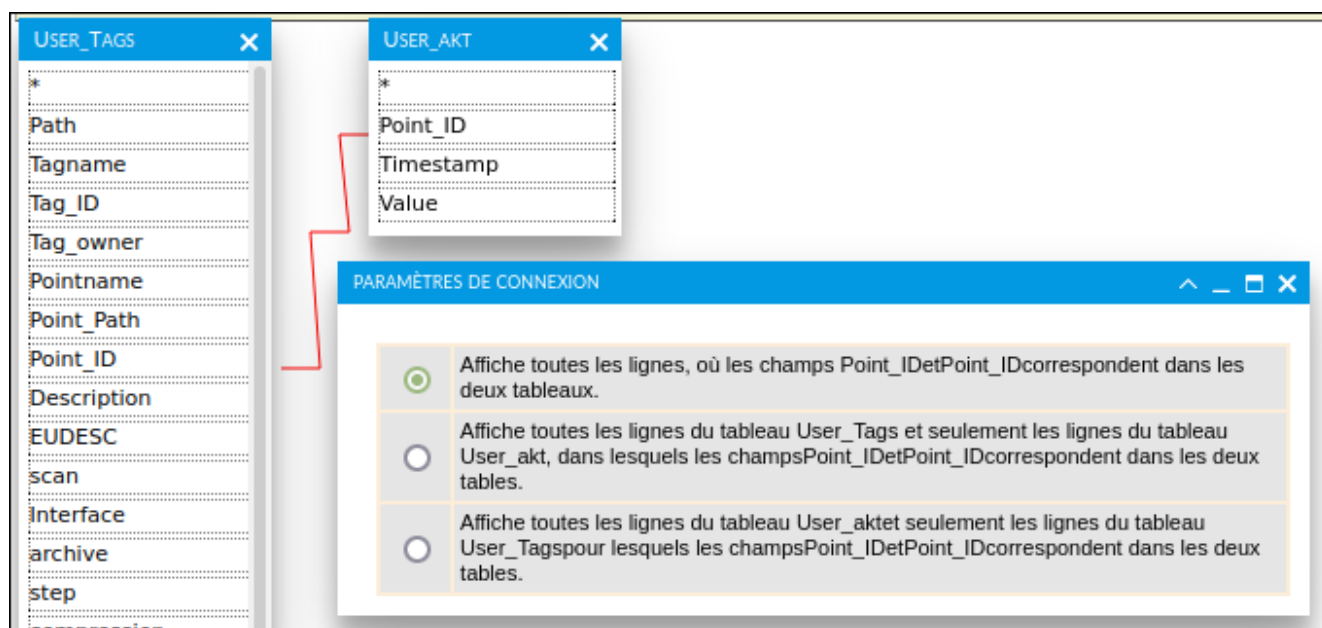 USER_TAGS
*
Path
Tagname
Tag_ID
Tag_owner
Pointname
Point_Path
Point_ID
Description
EUDESC
scan
Interface
archive
step
compression
USER_AKT
*
Point_ID
Timestamp
Value
PARAMÈTRES DE CONNEXION
Affiche toutes les lignes, où les champs Point_IDetPoint_IDcorrespondent dans les
deux tableaux.
Affiche toutes les lignes du tableau User_Tags et seulement les lignes du tableau
User_akt, dans lesquels les champsPoint_IDetPoint_IDcorrespondent dans les deux
tables.
Affiche toutes les lignes du tableau User_aktet seulement les lignes du tableau
User_Tagspour lesquels les champsPoint_IDetPoint_IDcorrespondent dans les deux
tables.